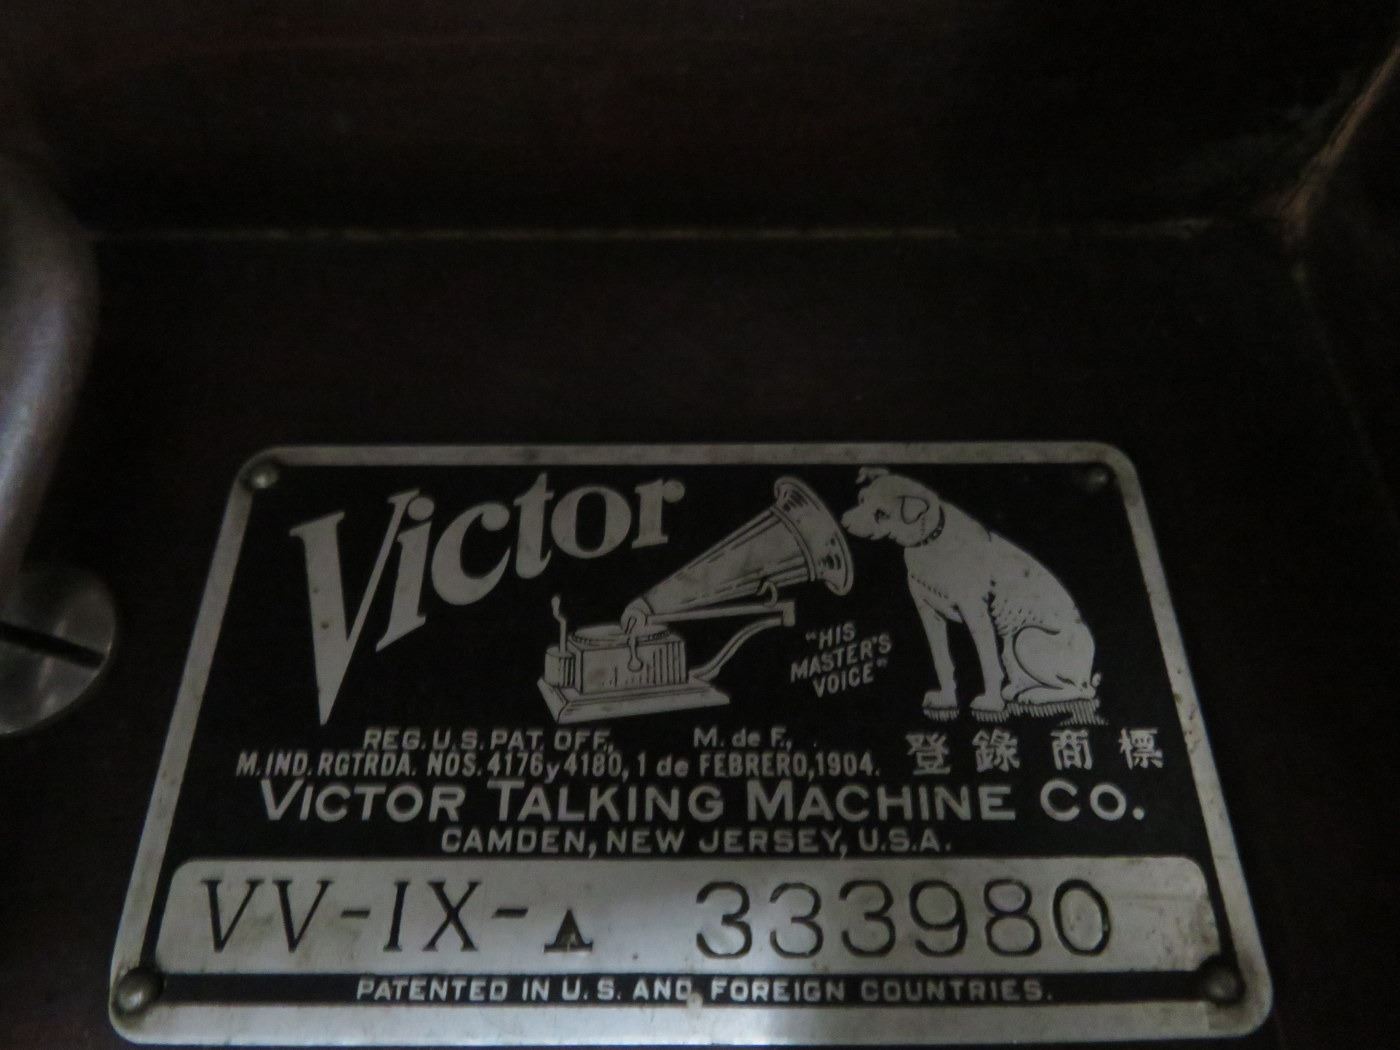 Victor
"HIS
MASTER'S
VOICE"
REG. U.S. PAT. OFF., M. de F.,
M. IND. RGTRDA. NOS. 4176 y 4180, 1 de FEBRERO, 1904. 登錄商標
VICTOR TALKING MACHINE CO.
CAMDEN, NEW JERSEY, U.S.A.
VV-IX-A 333980
PATENTED IN U.S. AND FOREIGN COUNTRIES.